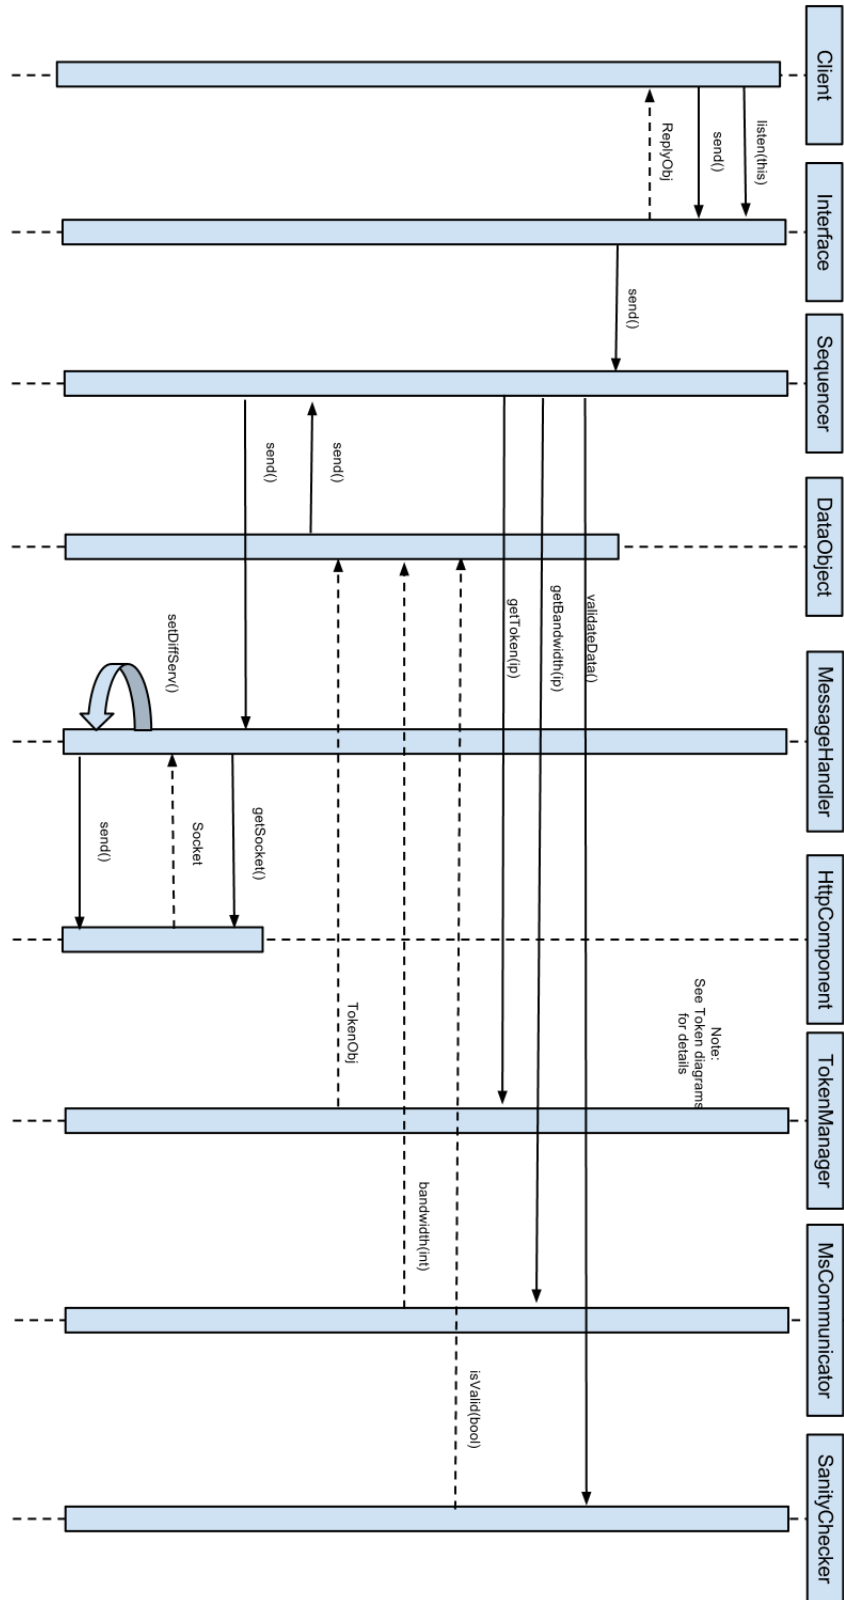 Client
Interface
Sequencer
DataObject
MessageHandler
HttpComponent
TokenManager
MsCommunicator
SanityChecker
listen(this)
send()
ReplyObj
send()
Note:
See Token diagrams
for details
validateData()
getBandwidth(ip)
getToken(ip)
isValid(bool)
bandwidth(int)
TokenObj
send()
send()
getSocket()
Socket
setDiffServ()
send()